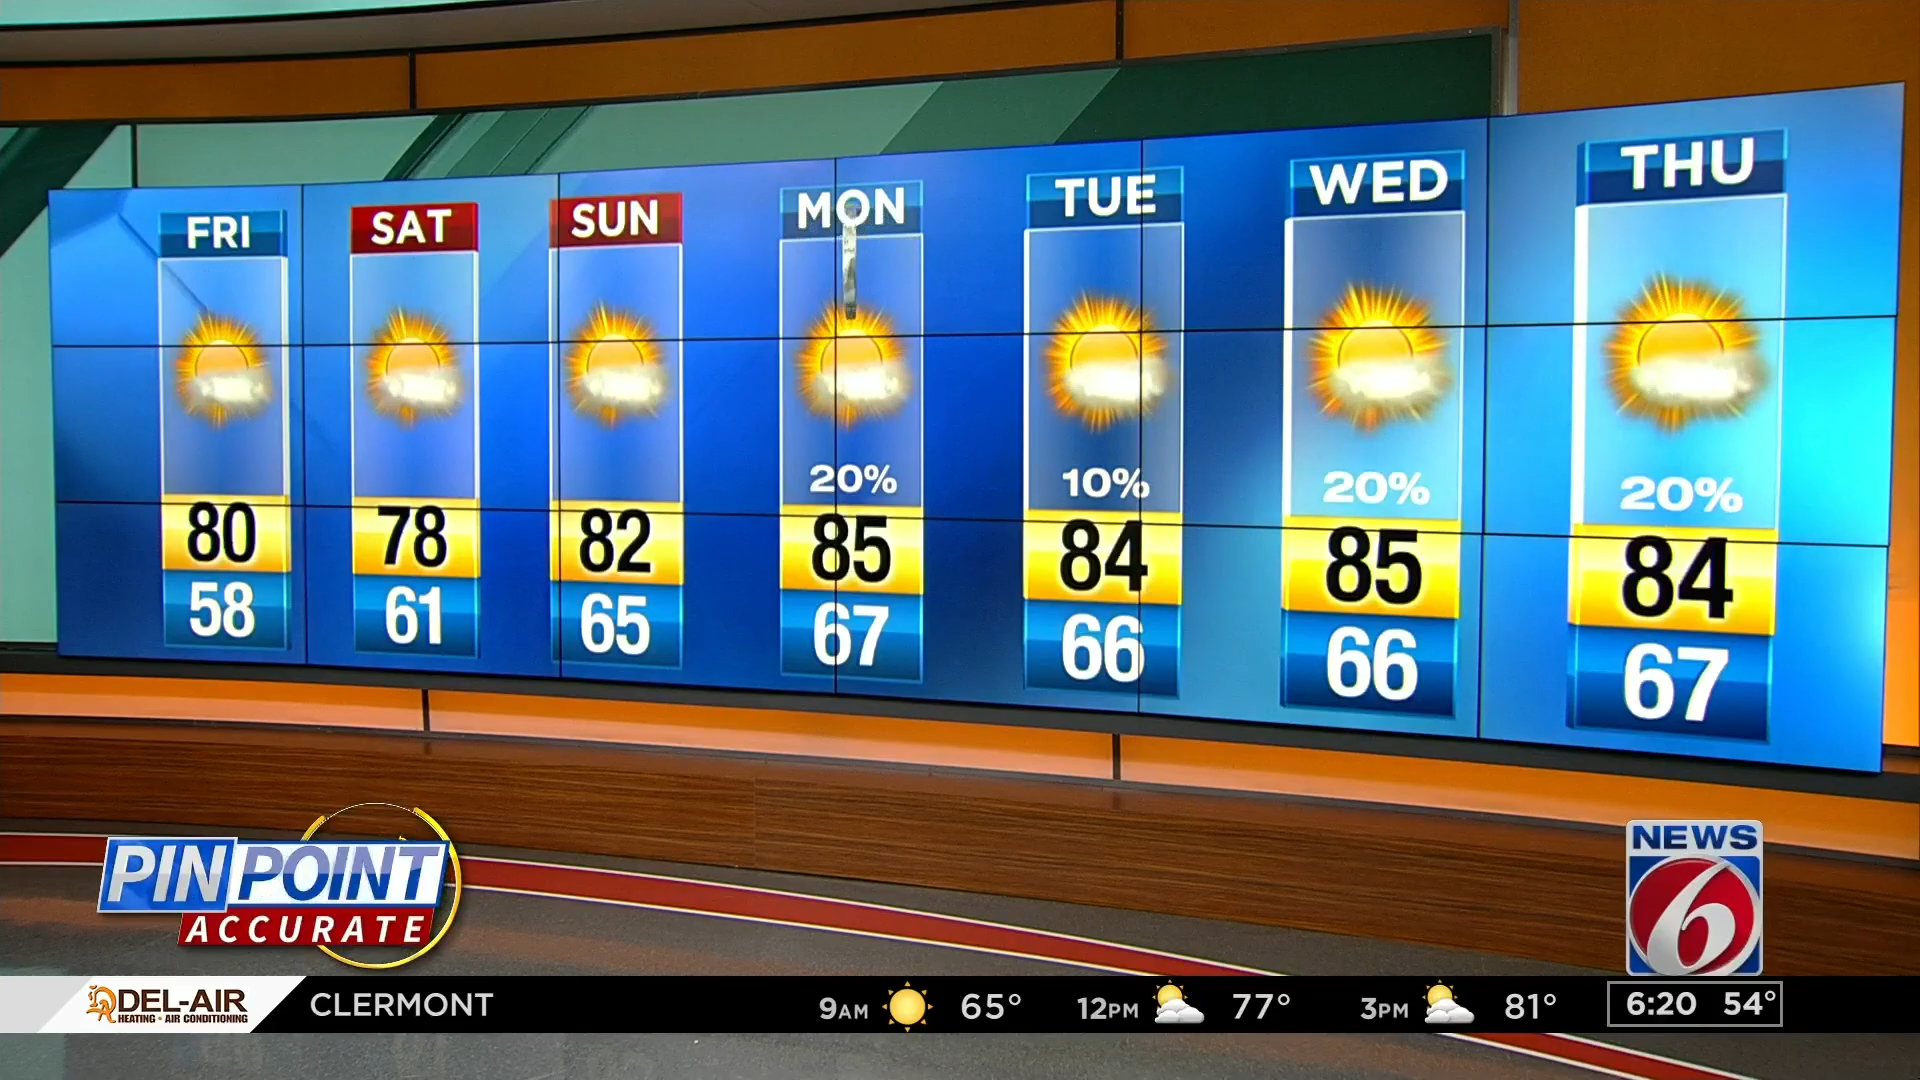 FRI SAT SUN MON TUE WED THU
20% 10% 20% 20%
80 78 82 85 84 85 84
58 61 65 67 66 66 67
PINPOINT
ACCURATE
NEWS
6
DEL-AIR
HEATING • AIR CONDITIONING
CLERMONT 9AM 65° 12PM 77° 3PM 81° 6:20 54°